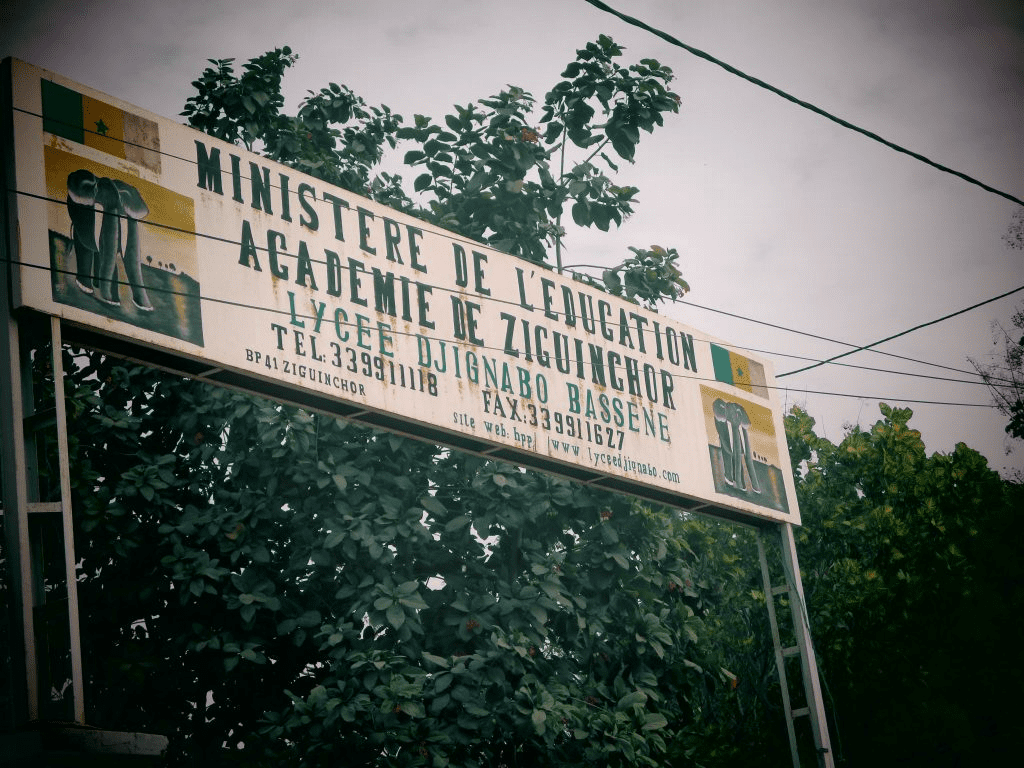 MINISTERE DE L'EDUCATION
ACADEMIE DE ZIGUINCHOR
LYCEE DJIGNABO BASSENE
TEL: 339911118 FAX: 339911627
BP 41 ZIGUINCHOR
site web: hpp| |www. lyceedjignabo.com